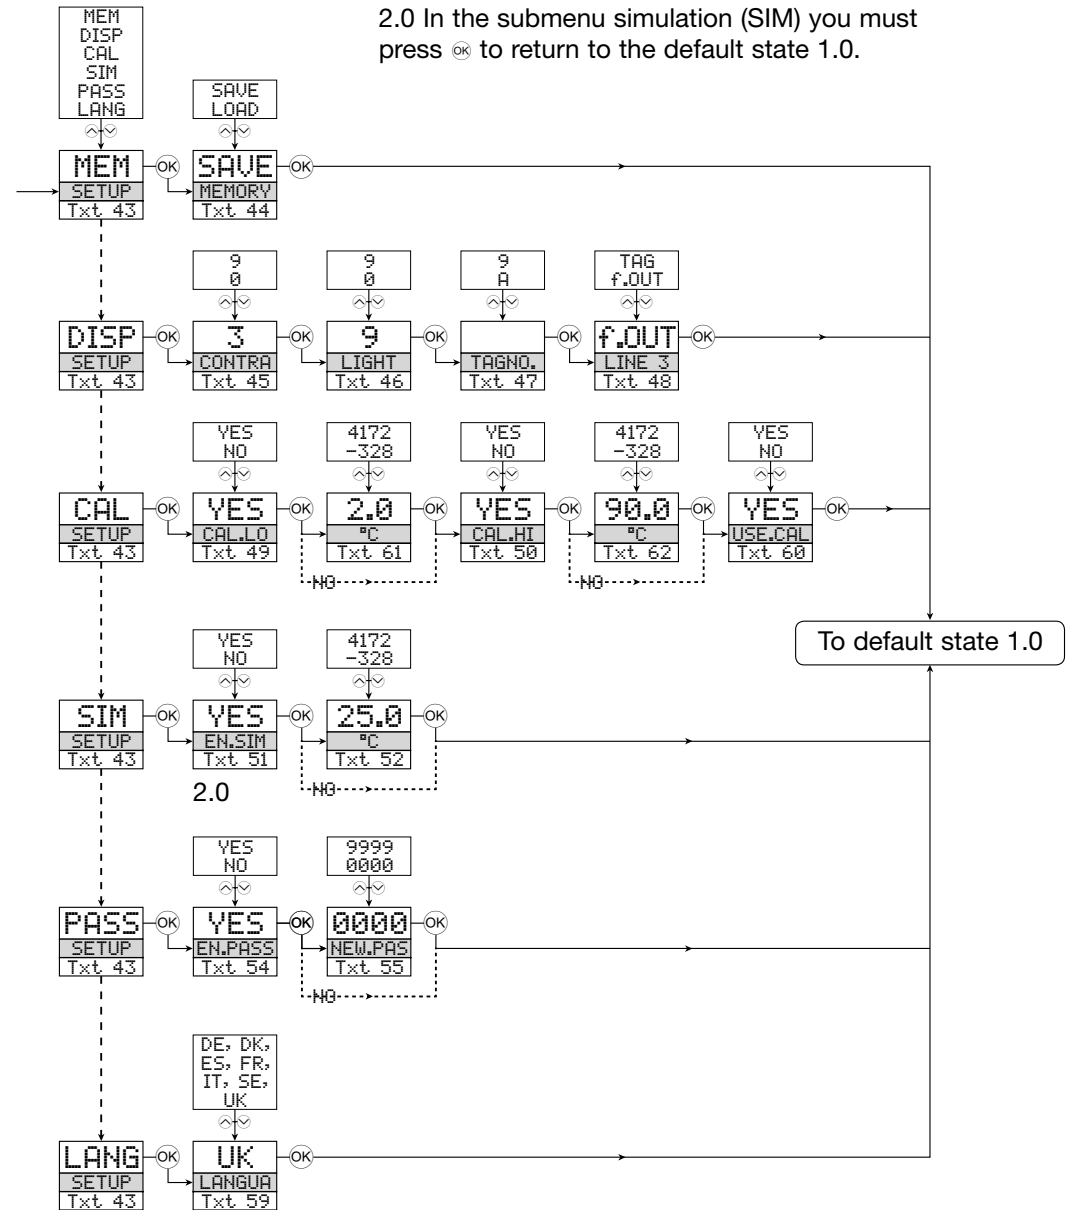 2.0 In the submenu simulation (SIM) you must
press OK to return to the default state 1.0.
MEM
DISP
CAL
SIM
PASS
LANG
SAVE
LOAD
MEM OK SAVE OK
SETUP MEMORY
Txt 43 Txt 44
9 9 9 TAG
0 0 A f.OUT
DISP OK 3 OK 9 OK OK f.OUT OK
SETUP CONTRA LIGHT TAGNO. LINE 3
Txt 43 Txt 45 Txt 46 Txt 47 Txt 48
YES 4172 YES 4172 YES
NO -328 NO -328 NO
CAL OK YES OK 2.0 OK YES OK 90.0 OK YES OK
SETUP CAL.LO °C CAL.HI °C USE.CAL
Txt 43 Txt 49 Txt 61 Txt 50 Txt 62 Txt 60
NO NO
To default state 1.0
YES 4172
NO -328
SIM OK YES OK 25.0 OK
SETUP EN.SIM °C
Txt 43 Txt 51 Txt 52
2.0 NO
YES 9999
NO 0000
PASS OK YES OK 0000 OK
SETUP EN.PASS NEW.PAS
Txt 43 Txt 54 Txt 55
NO
DE, DK,
ES, FR,
IT, SE,
UK
LANG OK UK OK
SETUP LANGUA
Txt 43 Txt 59